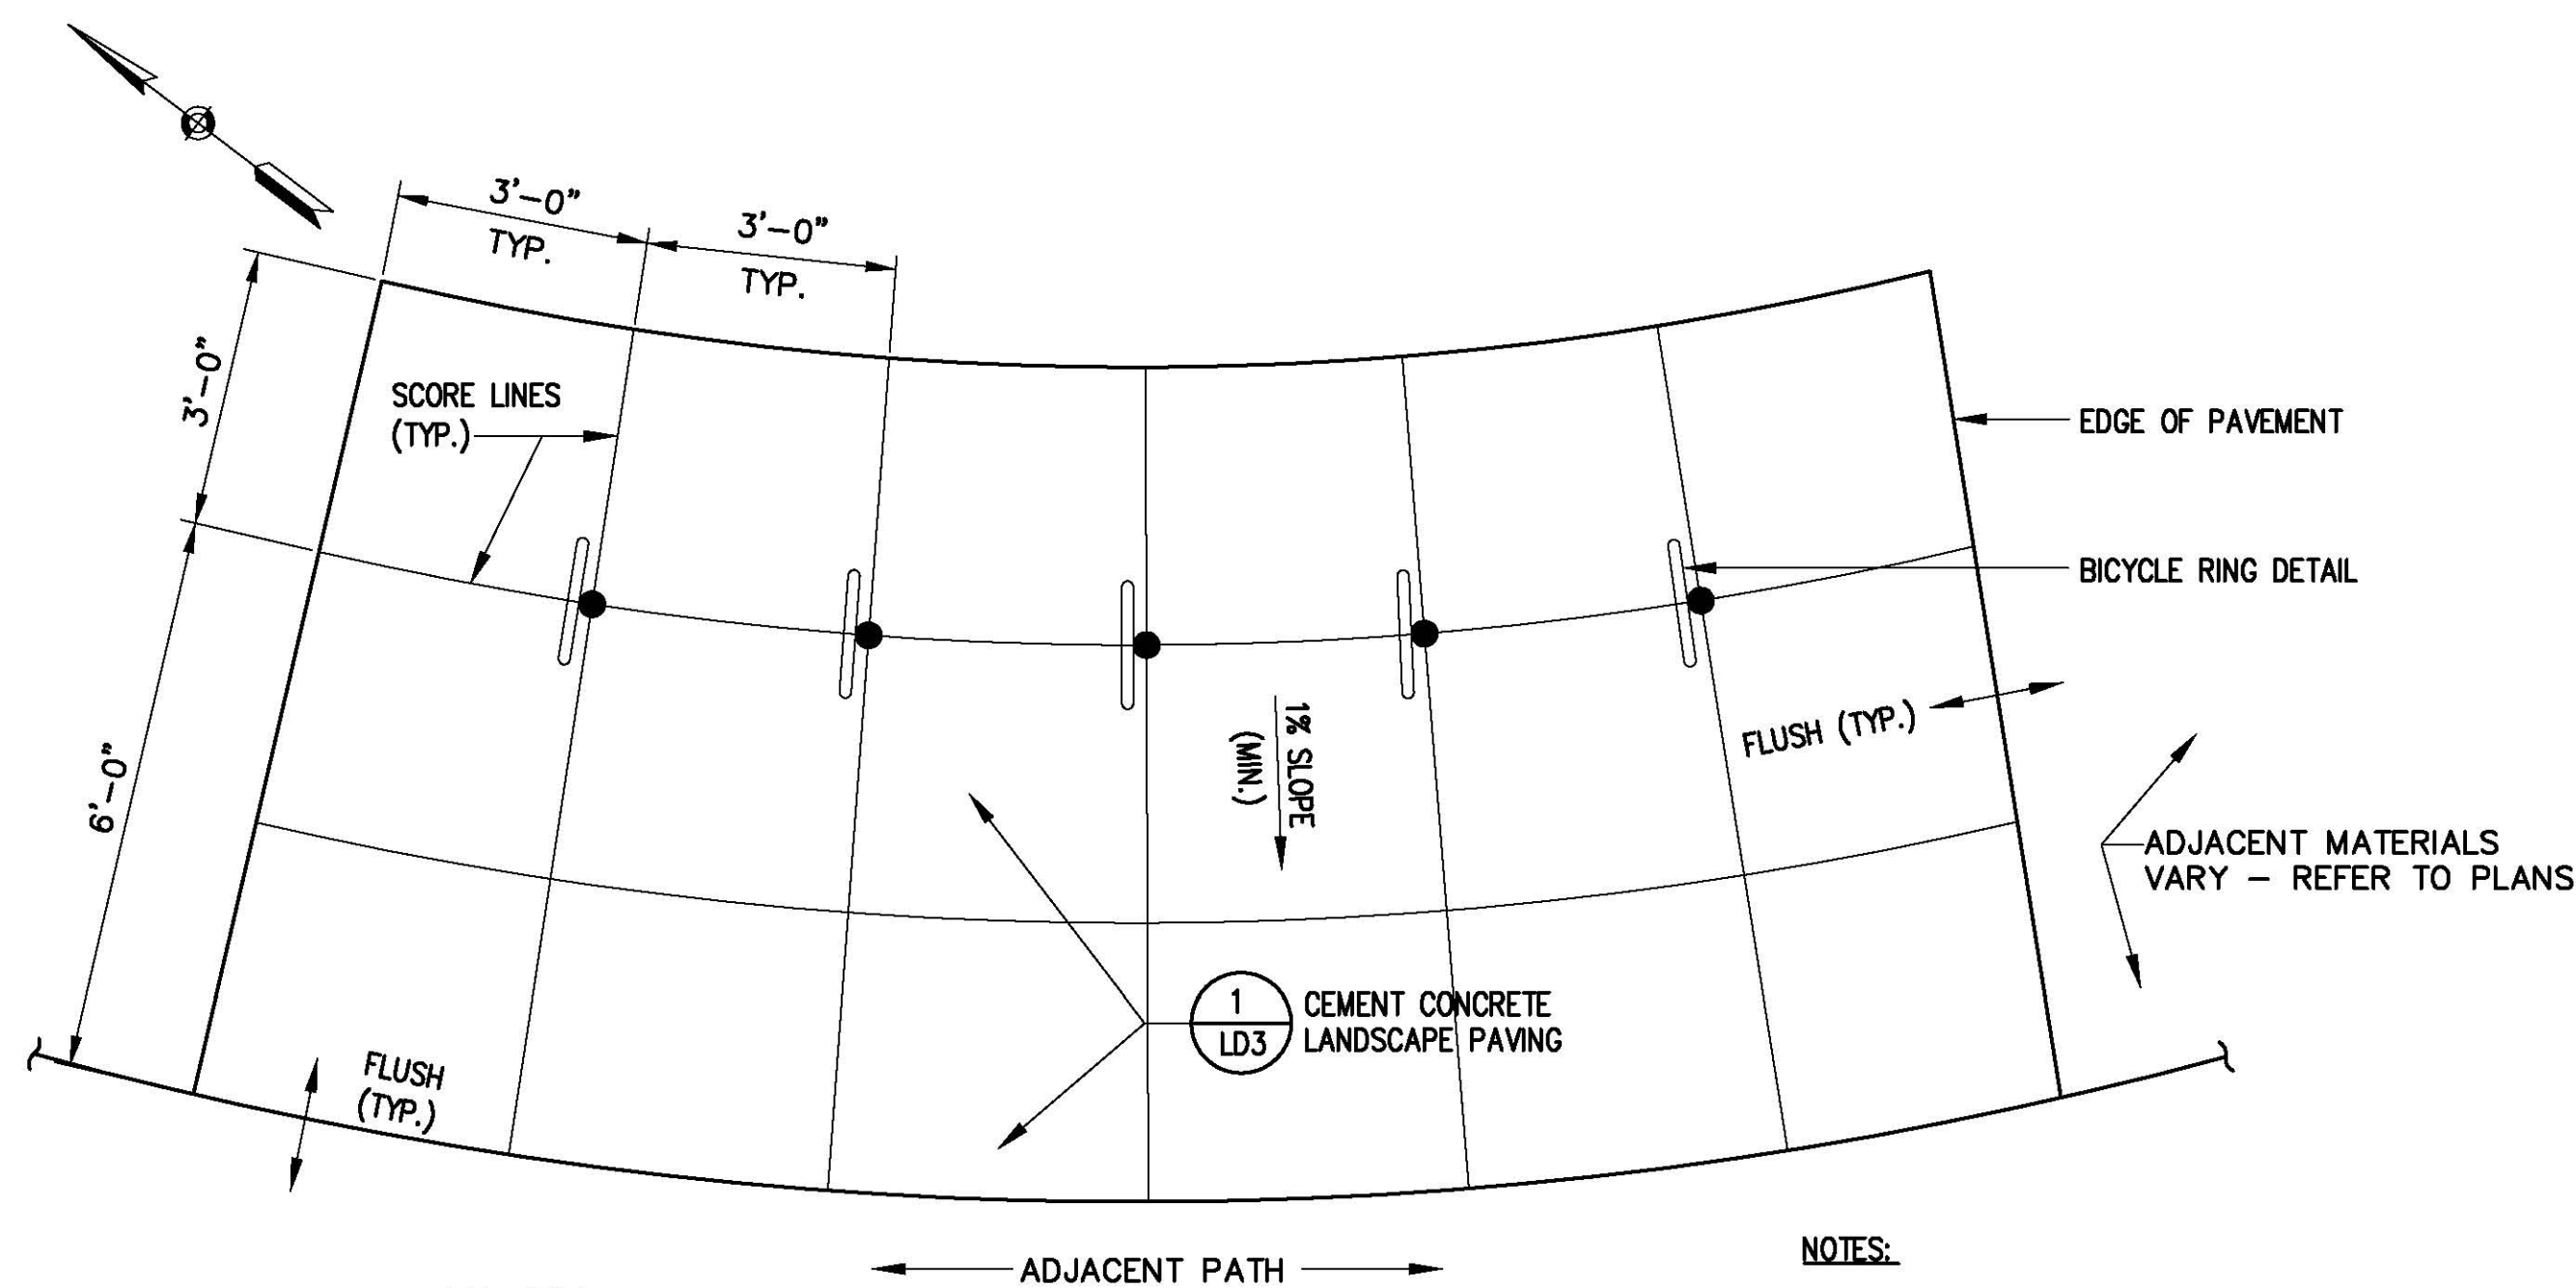 3'-0"
TYP.
3'-0"
TYP.
3'-0"
SCORE LINES
(TYP.)
EDGE OF PAVEMENT
BICYCLE RING DETAIL
6'-0"
1% SLOPE
(MIN.)
FLUSH (TYP.)
ADJACENT MATERIALS
VARY – REFER TO PLANS
1
LD3
CEMENT CONCRETE
LANDSCAPE PAVING
FLUSH
(TYP.)
ADJACENT PATH
NOTES: